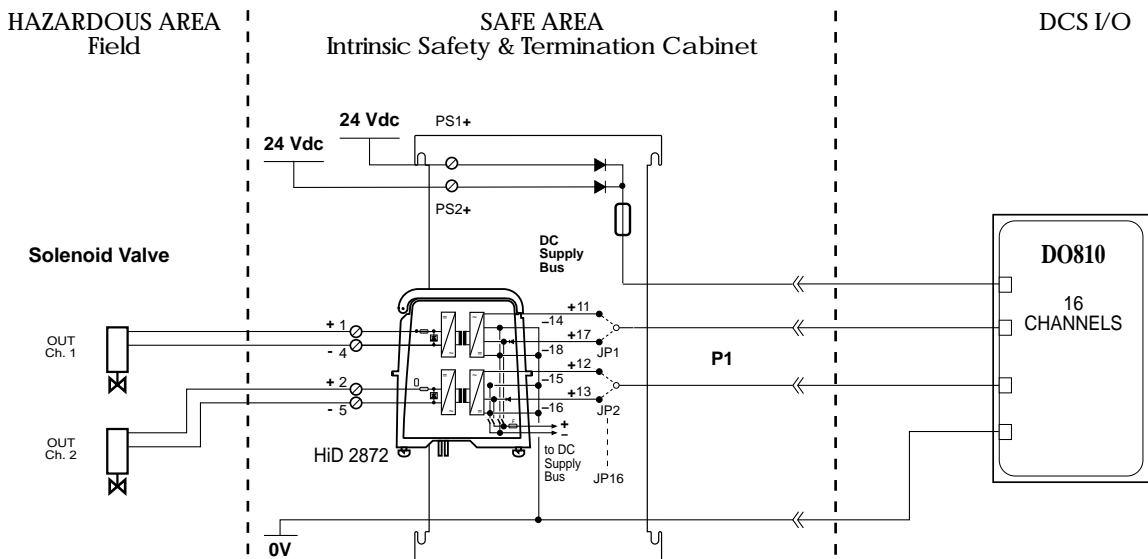 HAZARDOUS AREA
Field
SAFE AREA
Intrinsic Safety & Termination Cabinet
DCS I/O
24 Vdc
PS1+
24 Vdc
PS2+
DC
Supply
Bus
Solenoid Valve
DO810
16
CHANNELS
OUT
Ch. 1
+ 1
- 4
+11
–14
+17
–18
JP1
P1
+ 2
- 5
+12
–15
+13
–16
JP2
OUT
Ch. 2
HiD 2872
+
–
to DC
Supply
Bus
JP16
0V